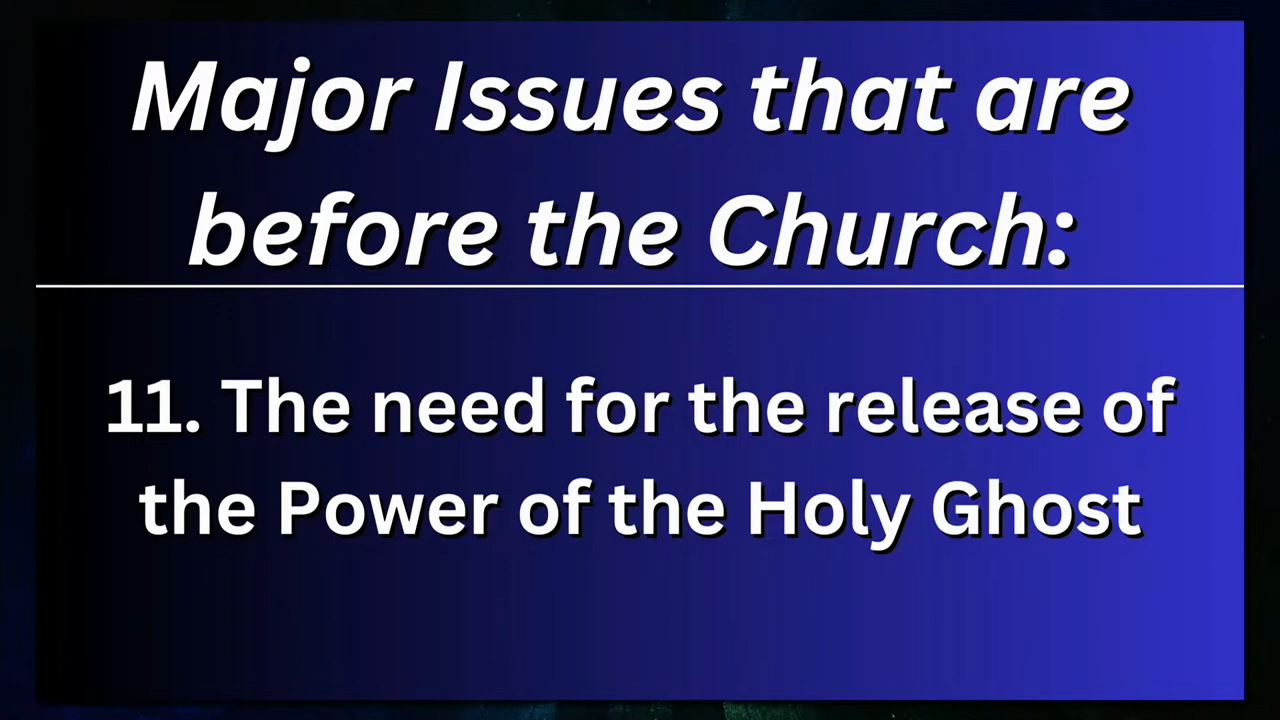 Major Issues that are
before the Church:
11. The need for the release of
the Power of the Holy Ghost